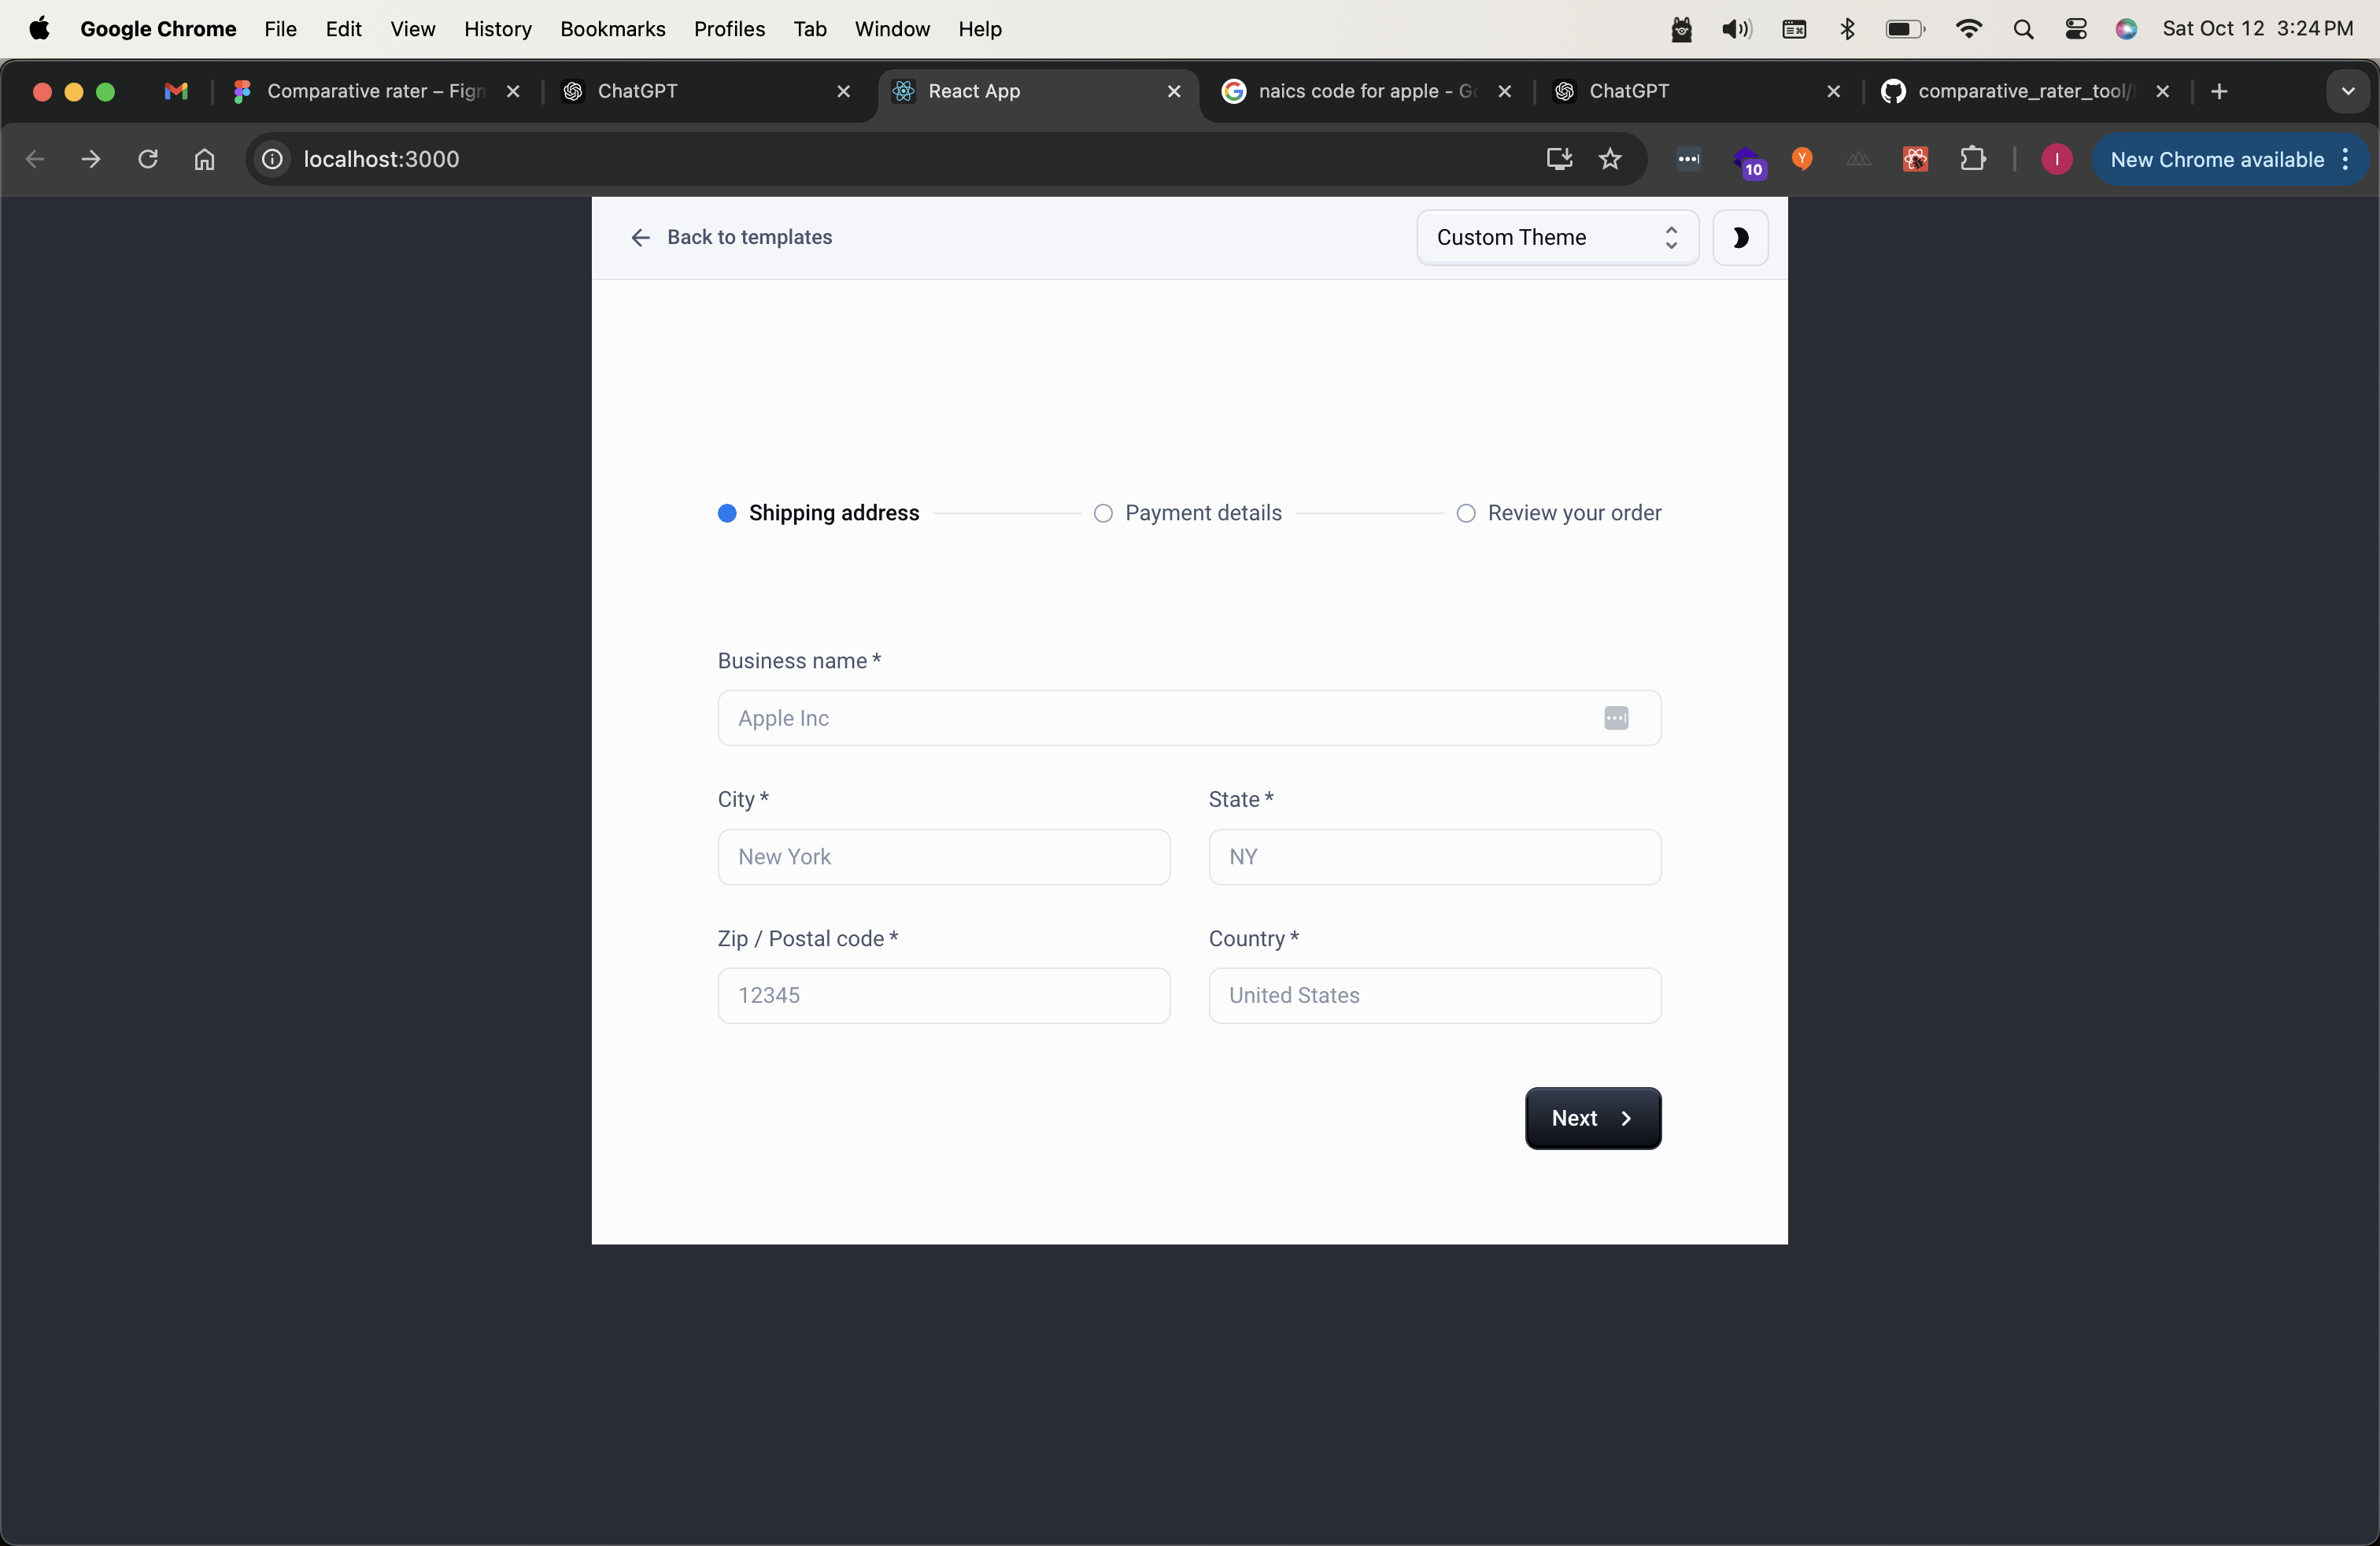 Google Chrome File Edit View History Bookmarks Profiles Tab Window Help Sat Oct 12 3:24 PM
Comparative rater – Figm ChatGPT React App naics code for apple - Go ChatGPT comparative_rater_tool/
localhost:3000 10 Y I New Chrome available
Back to templates Custom Theme
Shipping address Payment details Review your order
Business name *
Apple Inc
City * State *
New York NY
Zip / Postal code * Country *
12345 United States
Next